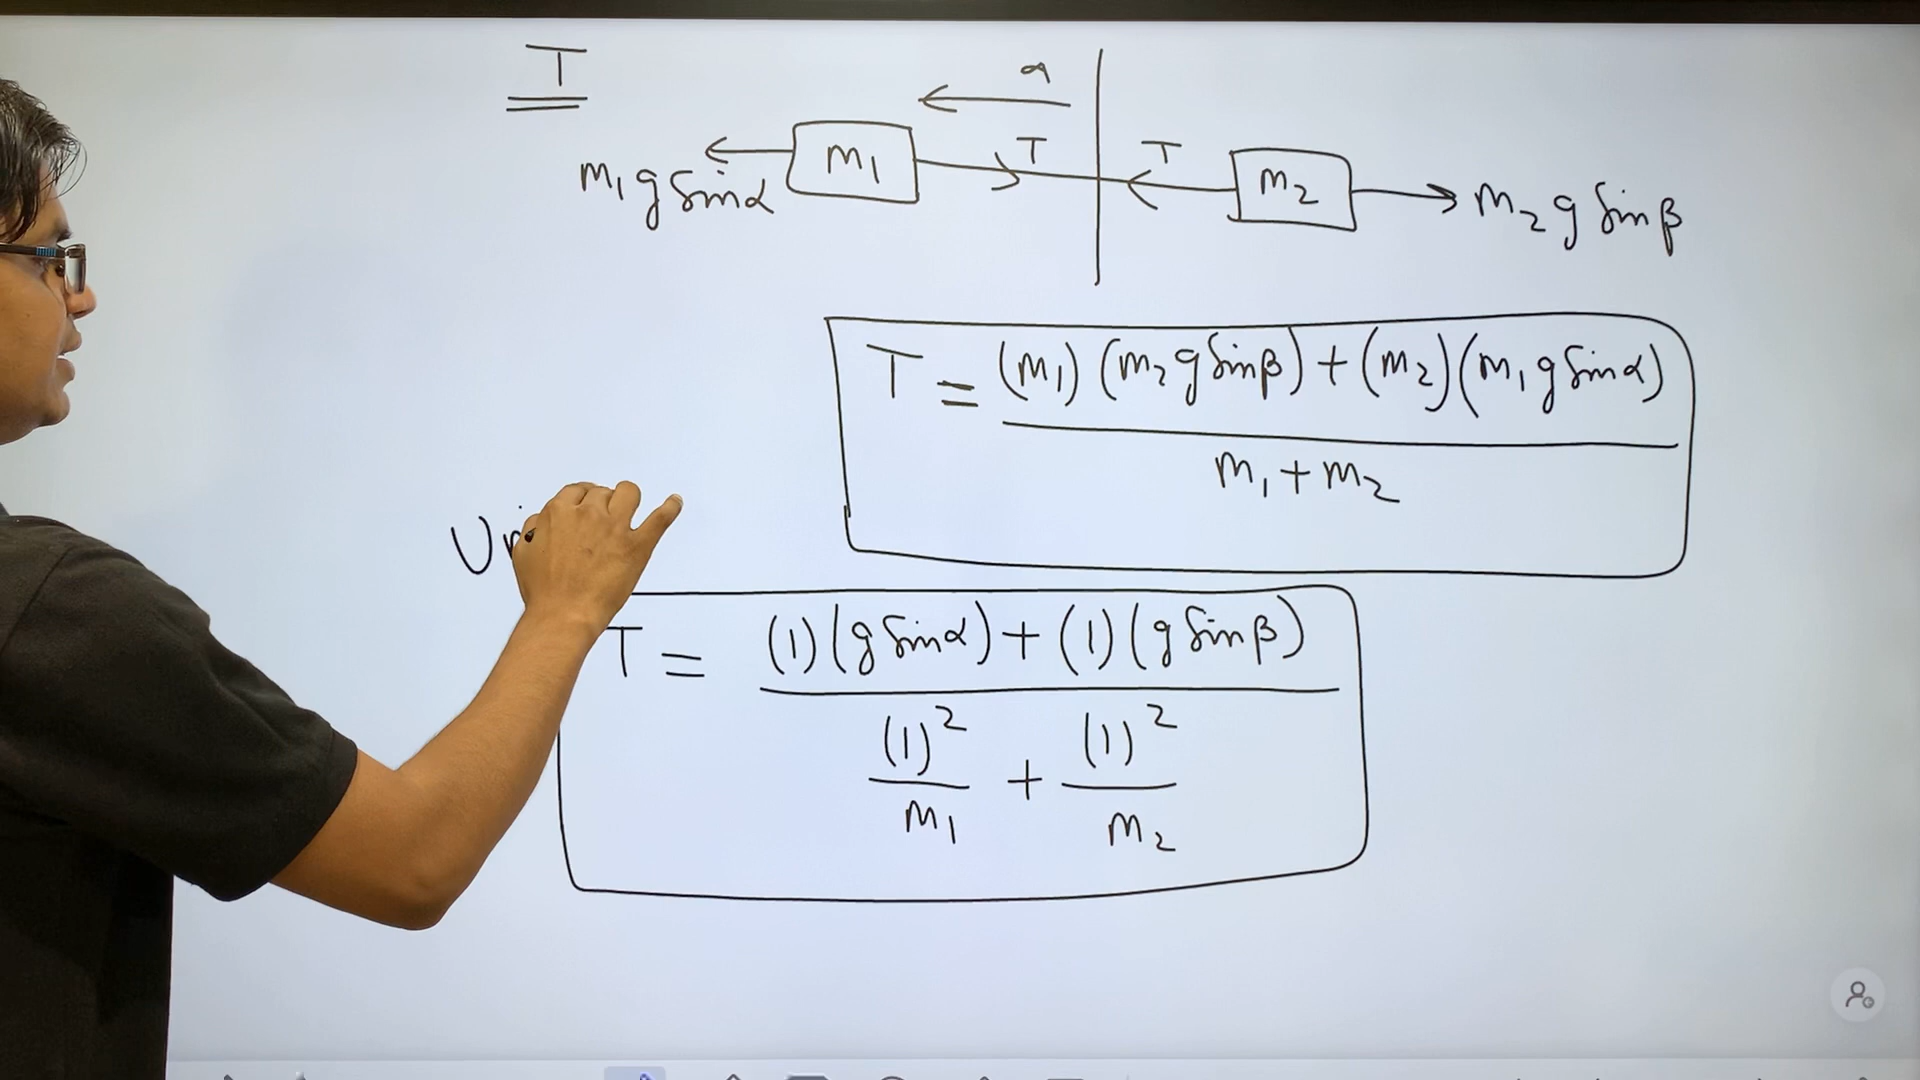 T
a
m₁g sinα m₁ T T m₂ m₂g sinβ
T = (m₁)(m₂g sinβ) + (m₂)(m₁g sinα) / m₁ + m₂
T = (1)(g sinα) + (1)(g sinβ) / (1)²/m₁ + (1)²/m₂